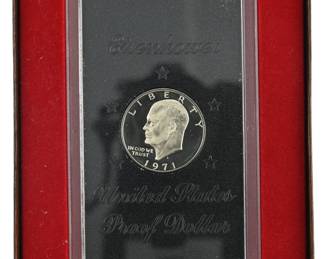 Eisenhower
LIBERTY
IN GOD WE
TRUST
1971
United States
Proof Dollar